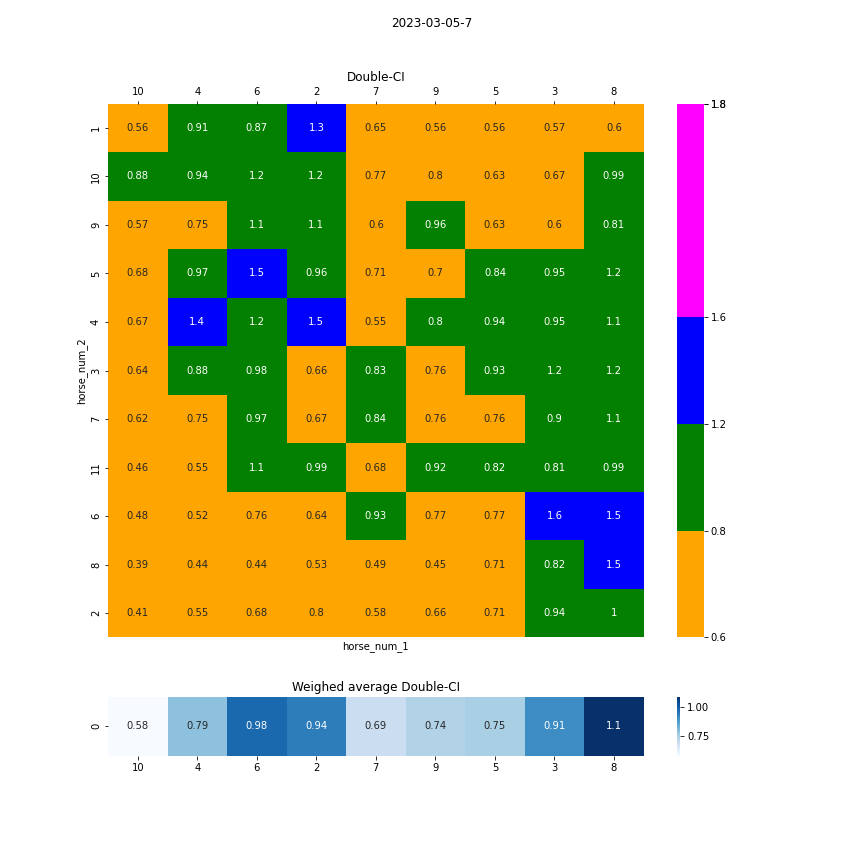 2023-03-05-7
Double-CI
10 4 6 2 7 9 5 3 8
1 0.56 0.91 0.87 1.3 0.65 0.56 0.56 0.57 0.6
10 0.88 0.94 1.2 1.2 0.77 0.8 0.63 0.67 0.99
9 0.57 0.75 1.1 1.1 0.6 0.96 0.63 0.6 0.81
5 0.68 0.97 1.5 0.96 0.71 0.7 0.84 0.95 1.2
4 0.67 1.4 1.2 1.5 0.55 0.8 0.94 0.95 1.1
3 0.64 0.88 0.98 0.66 0.83 0.76 0.93 1.2 1.2
7 0.62 0.75 0.97 0.67 0.84 0.76 0.76 0.9 1.1
11 0.46 0.55 1.1 0.99 0.68 0.92 0.82 0.81 0.99
6 0.48 0.52 0.76 0.64 0.93 0.77 0.77 1.6 1.5
8 0.39 0.44 0.44 0.53 0.49 0.45 0.71 0.82 1.5
2 0.41 0.55 0.68 0.8 0.58 0.66 0.71 0.94 1
horse_num_2
horse_num_1
1.8
1.6
1.2
0.8
0.6
Weighed average Double-CI
0 0.58 0.79 0.98 0.94 0.69 0.74 0.75 0.91 1.1
10 4 6 2 7 9 5 3 8
1.00
0.75